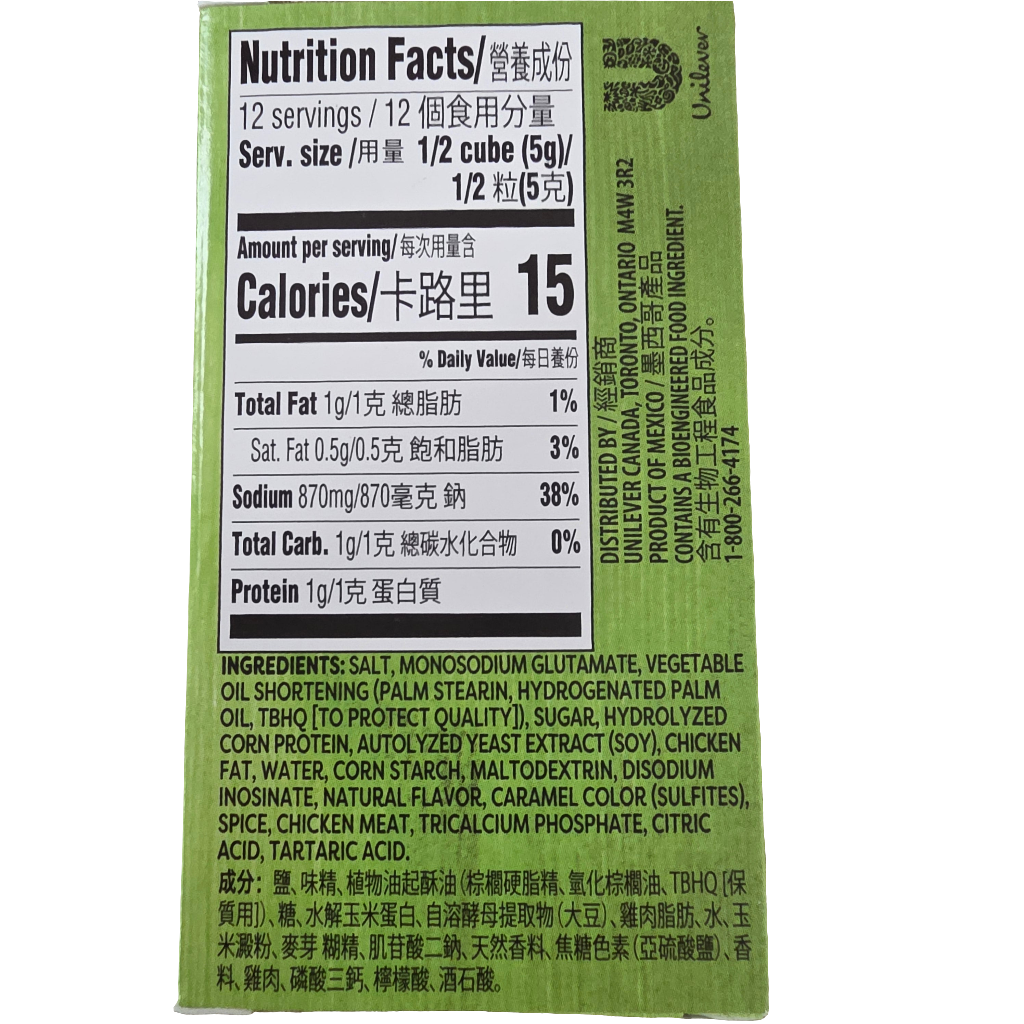 Nutrition Facts/營養成份
12 servings / 12 個食用分量
Serv. size /用量 1/2 cube (5g)/
1/2 粒(5克)
Amount per serving/每次用量含
Calories/卡路里 15
% Daily Value/每日養份
Total Fat 1g/1克 總脂肪 1%
Sat. Fat 0.5g/0.5克 飽和脂肪 3%
Sodium 870mg/870毫克 鈉 38%
Total Carb. 1g/1克 總碳水化合物 0%
Protein 1g/1克 蛋白質
INGREDIENTS: SALT, MONOSODIUM GLUTAMATE, VEGETABLE
OIL SHORTENING (PALM STEARIN, HYDROGENATED PALM
OIL, TBHQ [TO PROTECT QUALITY]), SUGAR, HYDROLYZED
CORN PROTEIN, AUTOLYZED YEAST EXTRACT (SOY), CHICKEN
FAT, WATER, CORN STARCH, MALTODEXTRIN, DISODIUM
INOSINATE, NATURAL FLAVOR, CARAMEL COLOR (SULFITES),
SPICE, CHICKEN MEAT, TRICALCIUM PHOSPHATE, CITRIC
ACID, TARTARIC ACID.
成分：鹽、味精、植物油起酥油（棕櫚硬脂精、氫化棕櫚油、TBHQ [保
質用]）、糖、水解玉米蛋白、自溶酵母提取物（大豆）、雞肉脂肪、水、玉
米澱粉、麥芽糊精、肌苷酸二鈉、天然香料、焦糖色素（亞硫酸鹽）、香
料、雞肉、磷酸三鈣、檸檬酸、酒石酸。
Unilever
DISTRIBUTED BY / 經銷商
UNILEVER CANADA, TORONTO, ONTARIO M4W 3R2
PRODUCT OF MEXICO / 墨西哥產品
CONTAINS A BIOENGINEERED FOOD INGREDIENT.
含有生物工程食品成分。
1-800-266-4174